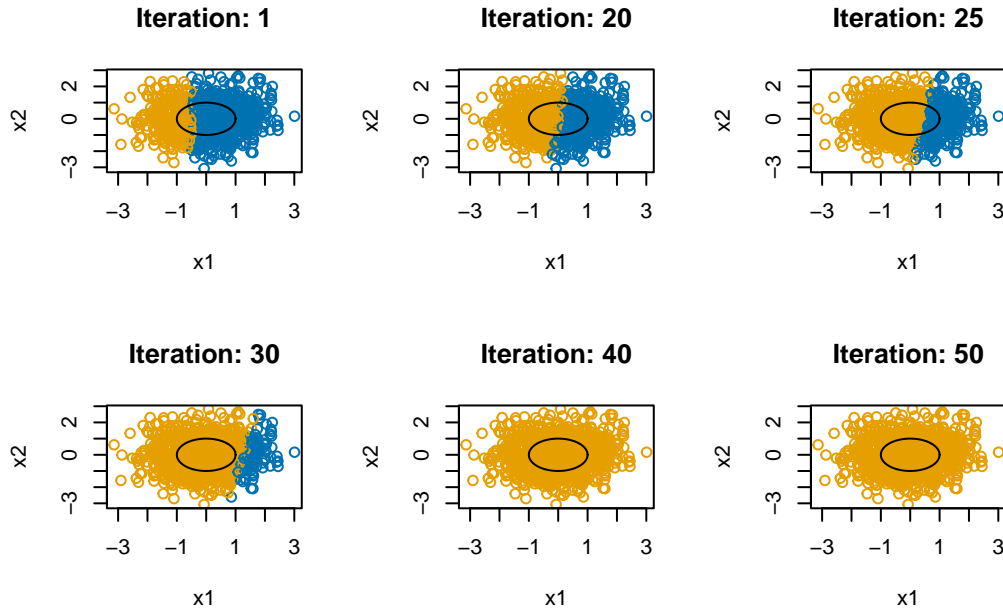 Iteration: 1
x2
2
0
−3
−3 −1 1 3
x1
Iteration: 20
x2
2
0
−3
−3 −1 1 3
x1
Iteration: 25
x2
2
0
−3
−3 −1 1 3
x1
Iteration: 30
x2
2
0
−3
−3 −1 1 3
x1
Iteration: 40
x2
2
0
−3
−3 −1 1 3
x1
Iteration: 50
x2
2
0
−3
−3 −1 1 3
x1